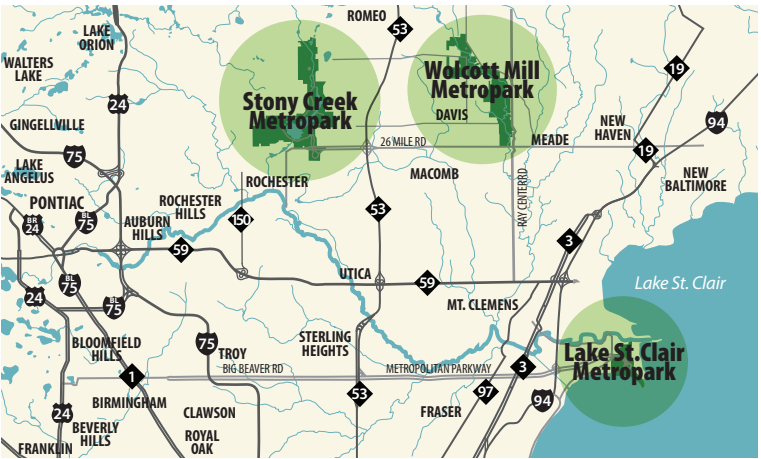 ROMEO
53
LAKE
ORION
WALTERS
LAKE
19
Wolcott Mill
Metropark
24
Stony Creek
Metropark
DAVIS
NEW
HAVEN
94
GINGELLVILLE
75
26 MILE RD
MEADE
19
LAKE
ANGELUS
NEW
BALTIMORE
ROCHESTER
MACOMB
PONTIAC
ROCHESTER
HILLS
RAY CENTER RD
BR
24
BL
75
AUBURN
HILLS
150
53
59
3
UTICA
59
Lake St. Clair
BL
75
24
BL
75
MT. CLEMENS
BLOOMFIELD
HILLS
75
TROY
STERLING
HEIGHTS
Lake St.Clair
Metropark
1
BIG BEAVER RD
METROPOLITAN PARKWAY
3
53
97
94
BIRMINGHAM
24
CLAWSON
FRASER
BEVERLY
HILLS
ROYAL
OAK
FRANKLIN